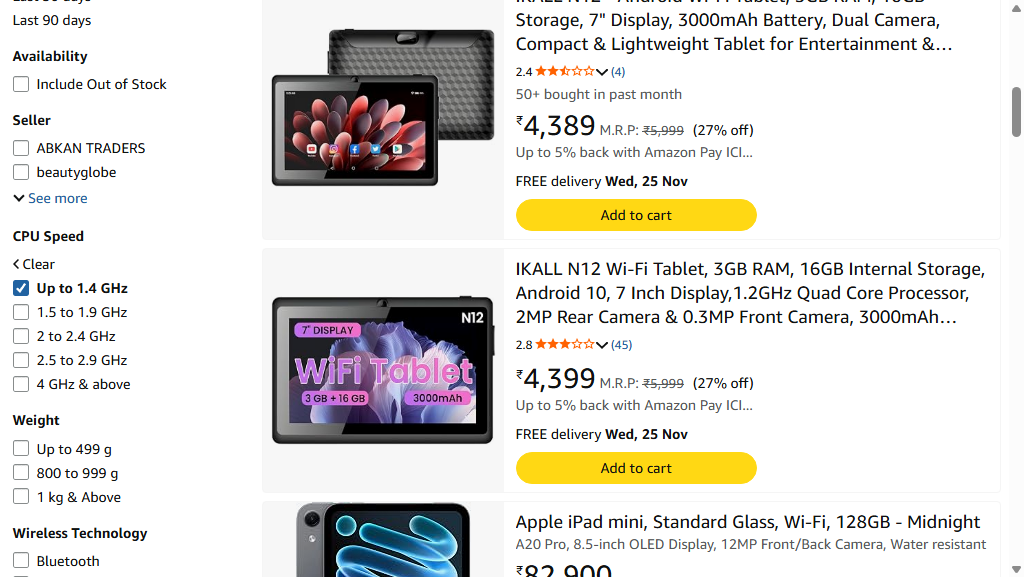 Last 90 days
Availability
Include Out of Stock
Seller
ABKAN TRADERS
beautyglobe
See more
CPU Speed
Clear
Up to 1.4 GHz
1.5 to 1.9 GHz
2 to 2.4 GHz
2.5 to 2.9 GHz
4 GHz & above
Weight
Up to 499 g
800 to 999 g
1 kg & Above
Wireless Technology
Bluetooth
Storage, 7" Display, 3000mAh Battery, Dual Camera,
Compact & Lightweight Tablet for Entertainment &…
2.4 (4)
50+ bought in past month
₹4,389 M.R.P: ₹5,999 (27% off)
Up to 5% back with Amazon Pay ICI…
FREE delivery Wed, 25 Nov
Add to cart
7" DISPLAY
N12
WiFi Tablet
3 GB + 16 GB
3000mAh
IKALL N12 Wi-Fi Tablet, 3GB RAM, 16GB Internal Storage,
Android 10, 7 Inch Display,1.2GHz Quad Core Processor,
2MP Rear Camera & 0.3MP Front Camera, 3000mAh…
2.8 (45)
₹4,399 M.R.P: ₹5,999 (27% off)
Up to 5% back with Amazon Pay ICI…
FREE delivery Wed, 25 Nov
Add to cart
Apple iPad mini, Standard Glass, Wi-Fi, 128GB - Midnight
A20 Pro, 8.5-inch OLED Display, 12MP Front/Back Camera, Water resistant
₹82,900